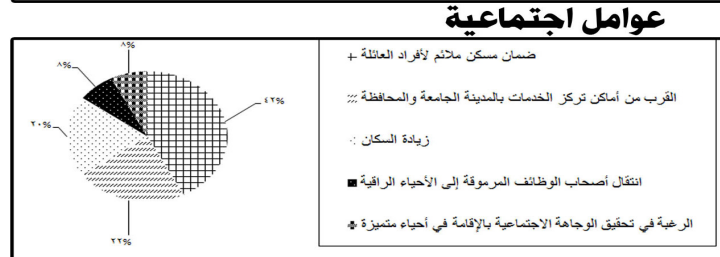 عوامل اجتماعية
ضمان مسكن ملائم لأفراد العائلة
القرب من أماكن تركز الخدمات بالمدينة الجامعة والمحافظة
زيادة السكان
انتقال أصحاب الوظائف المرموقة إلى الأحياء الراقية
الرغبة في تحقيق الوجاهة الاجتماعية بالإقامة في أحياء متميزة
٨%
٨%
٤٢%
٢٠%
٢٢%